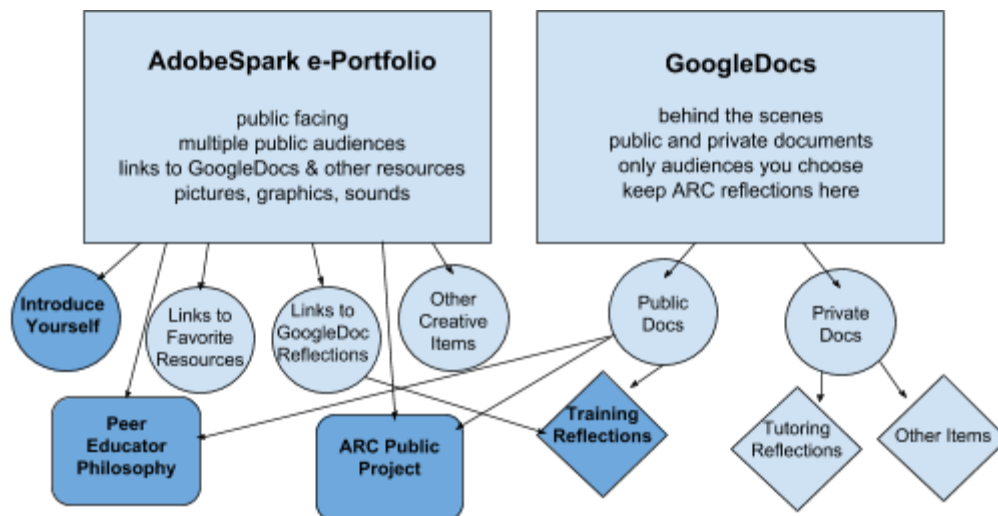 AdobeSpark e-Portfolio
public facing
multiple public audiences
links to GoogleDocs & other resources
pictures, graphics, sounds
GoogleDocs
behind the scenes
public and private documents
only audiences you choose
keep ARC reflections here
Introduce
Yourself
Links to
Favorite
Resources
Links to
GoogleDoc
Reflections
Other
Creative
Items
Public
Docs
Private
Docs
Peer
Educator
Philosophy
ARC Public
Project
Training
Reflections
Tutoring
Reflections
Other Items